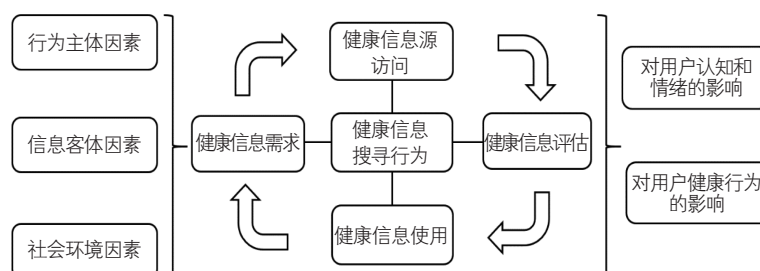 行为主体因素
信息客体因素
社会环境因素
健康信息需求
健康信息源
访问
健康信息
搜寻行为
健康信息使用
健康信息评估
对用户认知和
情绪的影响
对用户健康行为
的影响